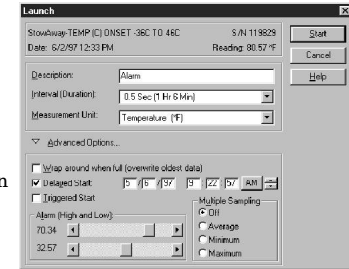 Launch
StowAway-TEMP (C) ONSET -36C TO 46C S/N 119829
Date: 6/2/97 12:33 PM Reading: 80.57 °F
Start
Cancel
Help
Description: Alarm
Interval (Duration): 0.5 Sec (1 Hr 6 Min)
Measurement Unit: Temperature (°F)
Advanced Options...
Wrap around when full (overwrite oldest data)
Delayed Start: 5 / 6 / 97 9 : 22 : 57 AM
Triggered Start
Alarm (High and Low):
70.34
32.57
Multiple Sampling
Off
Average
Minimum
Maximum